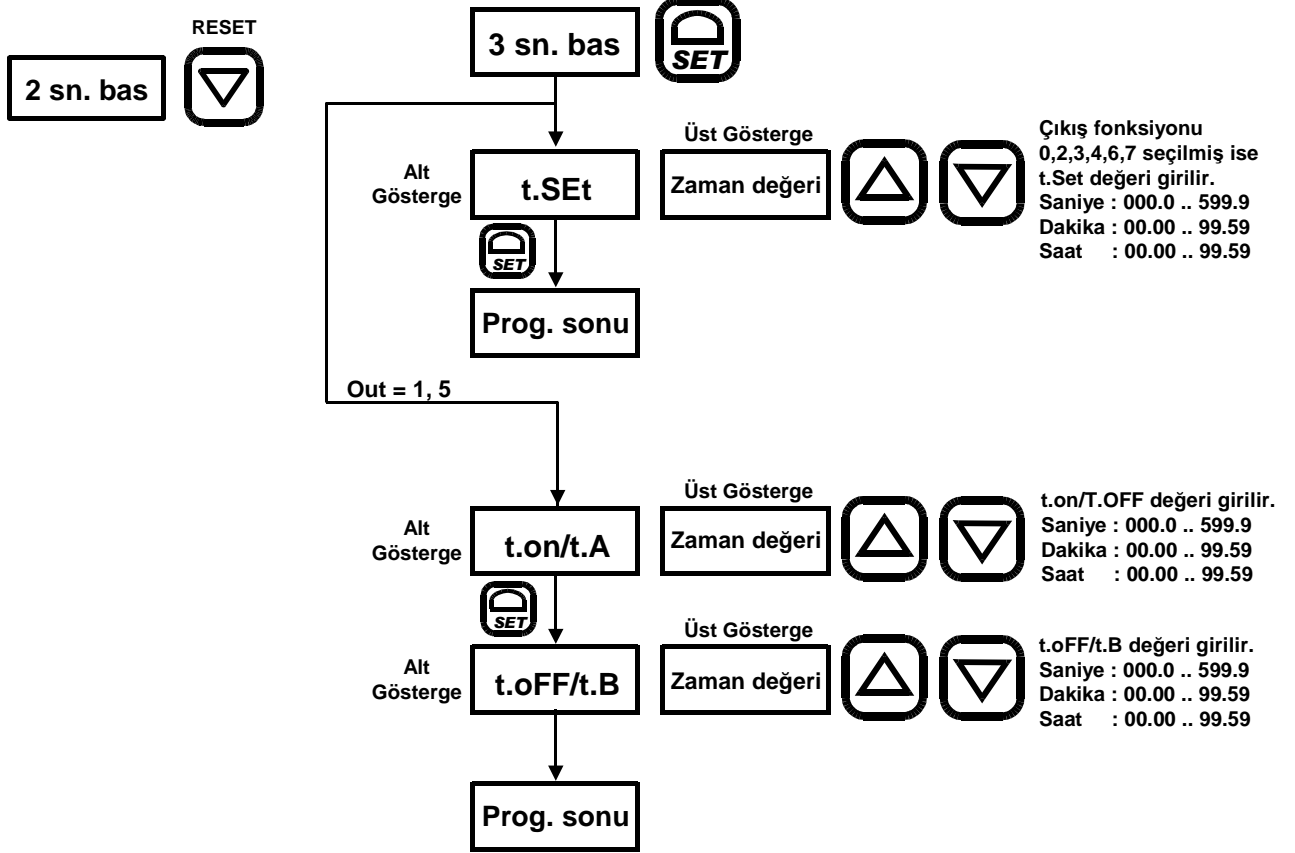 RESET
2 sn. bas
3 sn. bas
SET
Alt
Gösterge
t.SEt
Üst Gösterge
Zaman değeri
Çıkış fonksiyonu
0,2,3,4,6,7 seçilmiş ise
t.Set değeri girilir.
Saniye : 000.0 .. 599.9
Dakika : 00.00 .. 99.59
Saat : 00.00 .. 99.59
SET
Prog. sonu
Out = 1, 5
Alt
Gösterge
t.on/t.A
Üst Gösterge
Zaman değeri
t.on/T.OFF değeri girilir.
Saniye : 000.0 .. 599.9
Dakika : 00.00 .. 99.59
Saat : 00.00 .. 99.59
SET
Alt
Gösterge
t.oFF/t.B
Üst Gösterge
Zaman değeri
t.oFF/t.B değeri girilir.
Saniye : 000.0 .. 599.9
Dakika : 00.00 .. 99.59
Saat : 00.00 .. 99.59
Prog. sonu